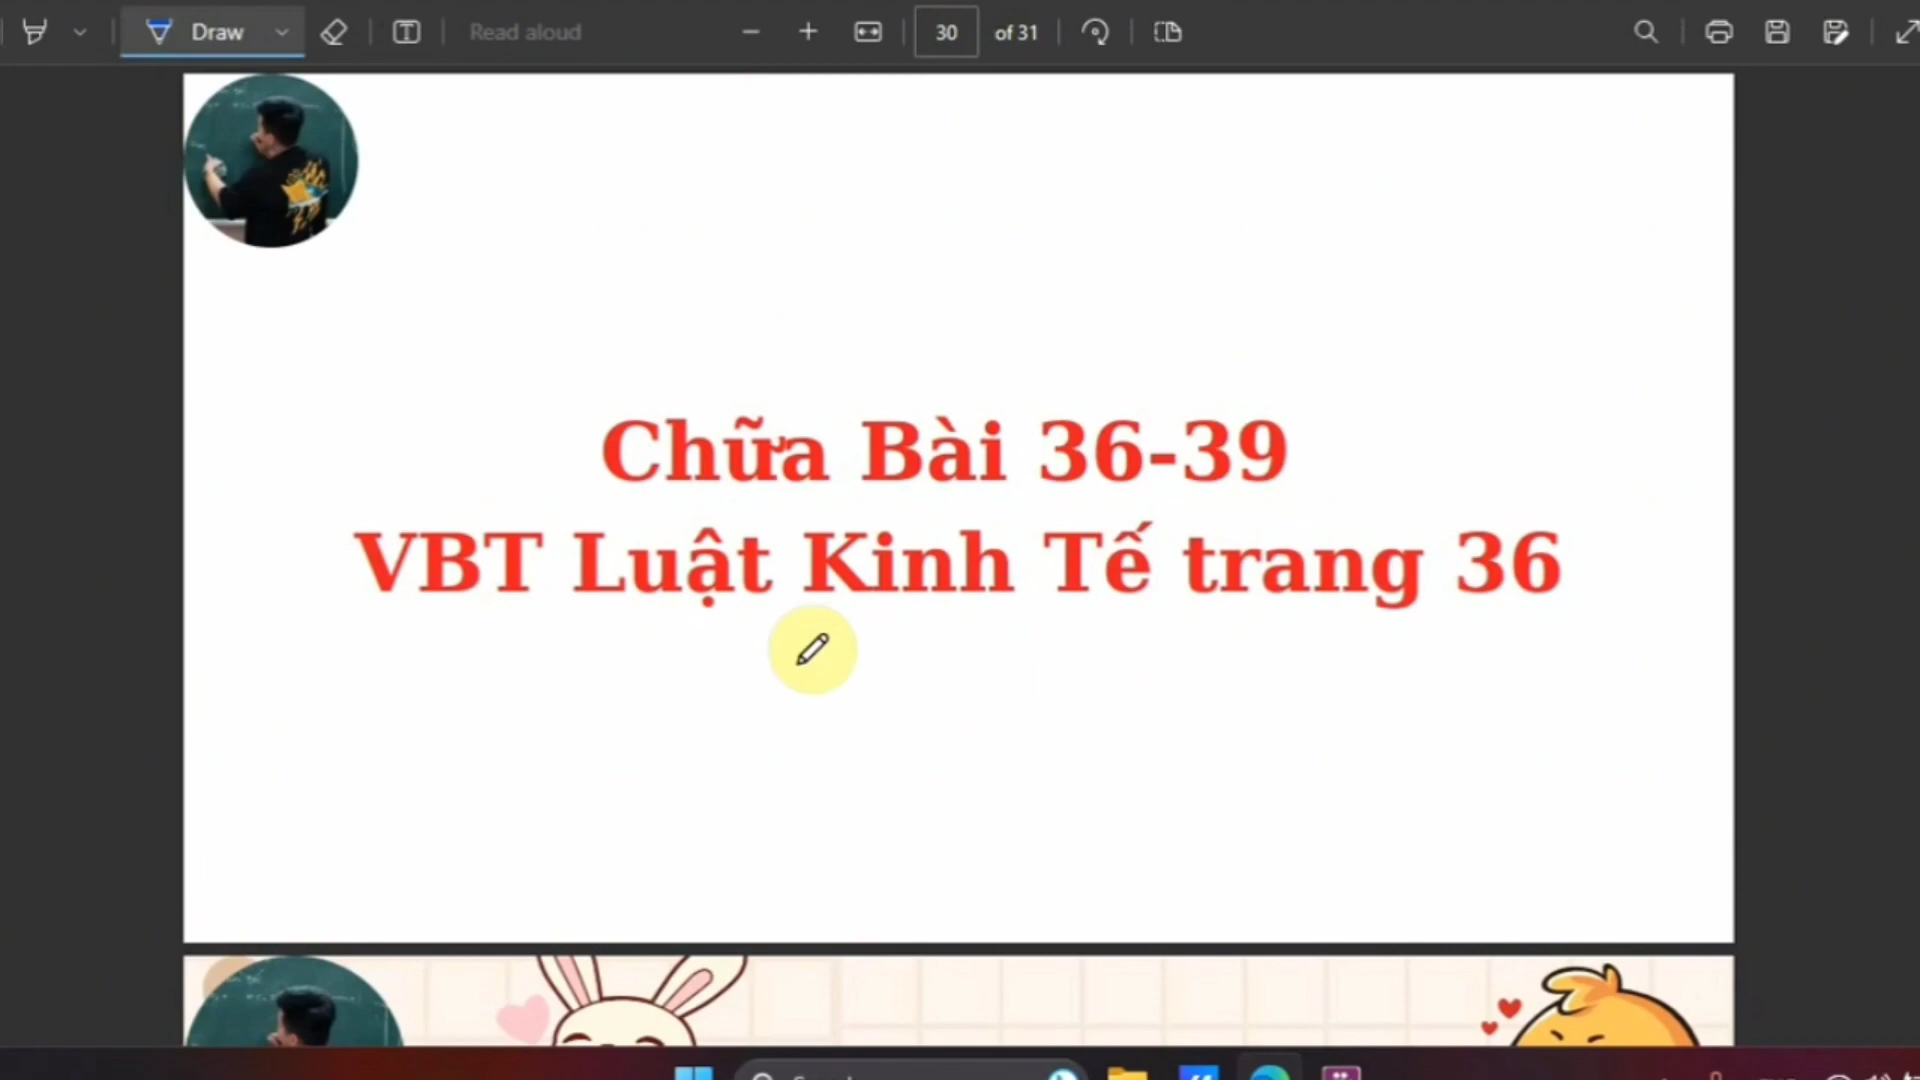 Draw
Read aloud
30
of 31
Chữa Bài 36-39
VBT Luật Kinh Tế trang 36